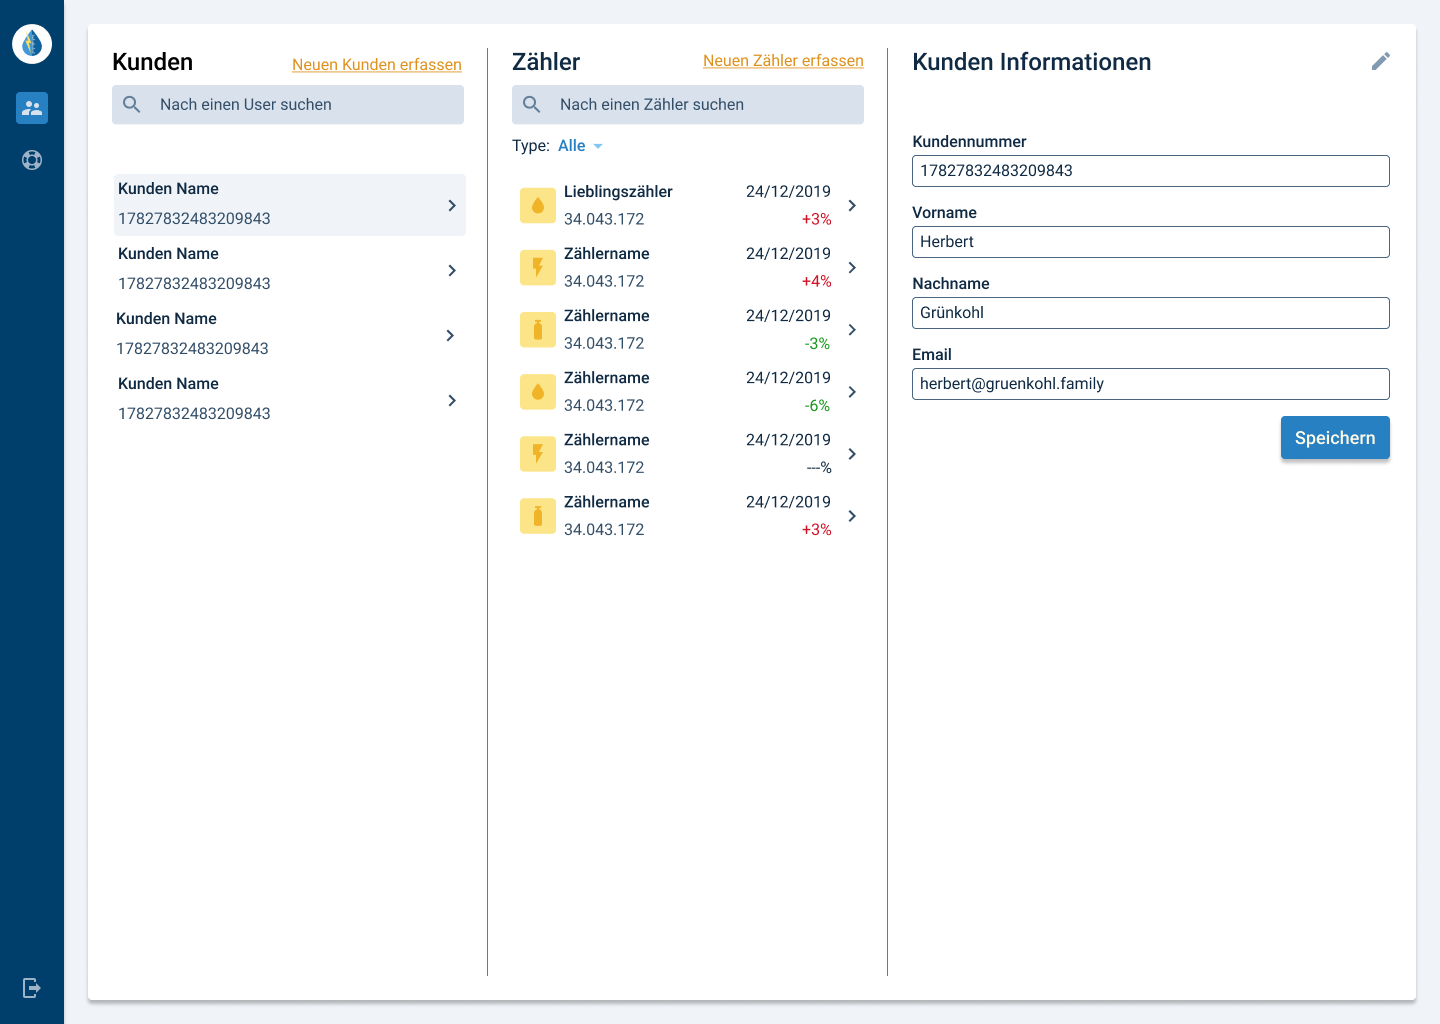 Kunden
Neuen Kunden erfassen
Nach einen User suchen
Kunden Name
17827832483209843
Kunden Name
17827832483209843
Kunden Name
17827832483209843
Kunden Name
17827832483209843
Zähler
Neuen Zähler erfassen
Nach einen Zähler suchen
Type: Alle
Lieblingszähler 24/12/2019
34.043.172 +3%
Zählername 24/12/2019
34.043.172 +4%
Zählername 24/12/2019
34.043.172 -3%
Zählername 24/12/2019
34.043.172 -6%
Zählername 24/12/2019
34.043.172 ---%
Zählername 24/12/2019
34.043.172 +3%
Kunden Informationen
Kundennummer
17827832483209843
Vorname
Herbert
Nachname
Grünkohl
Email
herbert@gruenkohl.family
Speichern